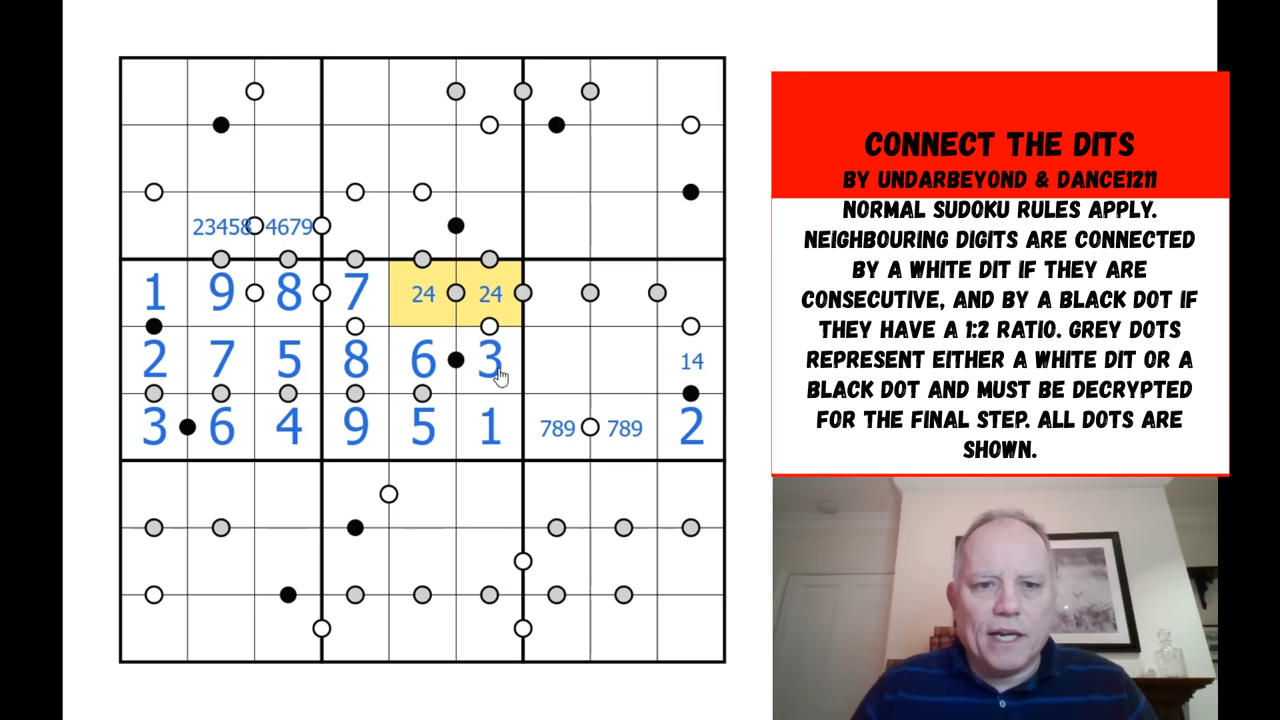 CONNECT THE DITS
BY UNDARBEYOND & DANCE1211
NORMAL SUDOKU RULES APPLY.
NEIGHBOURING DIGITS ARE CONNECTED
BY A WHITE DIT IF THEY ARE
CONSECUTIVE, AND BY A BLACK DOT IF
THEY HAVE A 1:2 RATIO. GREY DOTS
REPRESENT EITHER A WHITE DIT OR A
BLACK DOT AND MUST BE DECRYPTED
FOR THE FINAL STEP. ALL DOTS ARE
SHOWN.
23458 4679
1 9 8 7 24 24
2 7 5 8 6 3 14
3 6 4 9 5 1 789 789 2